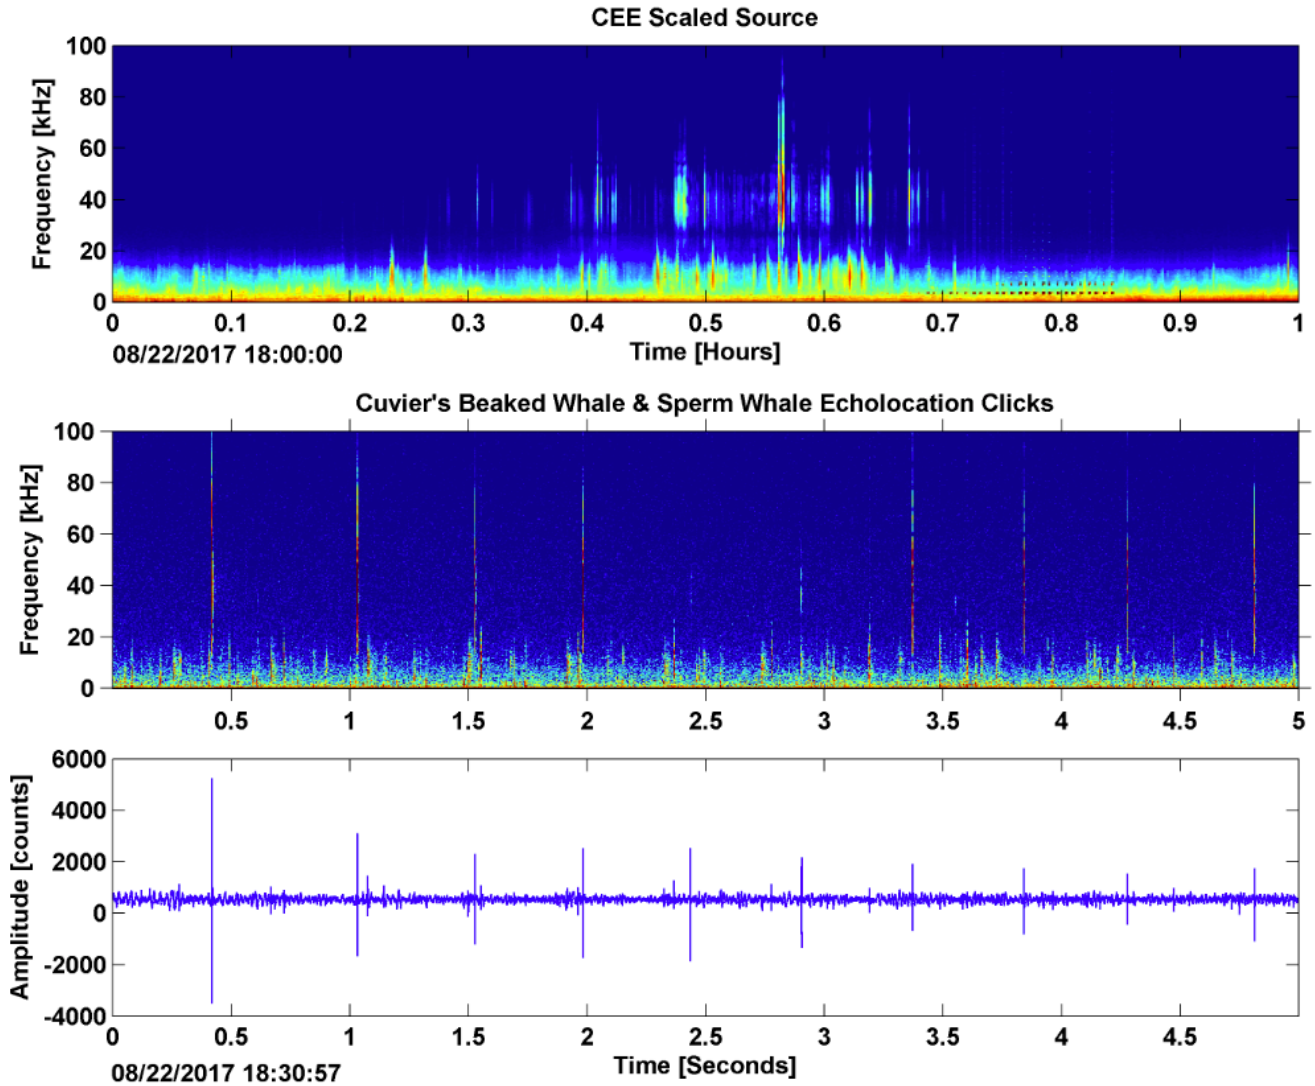 CEE Scaled Source
Frequency [kHz]
100
80
60
40
20
0
0 0.1 0.2 0.3 0.4 0.5 0.6 0.7 0.8 0.9 1
08/22/2017 18:00:00
Time [Hours]
Cuvier's Beaked Whale & Sperm Whale Echolocation Clicks
Frequency [kHz]
100
80
60
40
20
0
0.5 1 1.5 2 2.5 3 3.5 4 4.5 5
Amplitude [counts]
6000
4000
2000
0
-2000
-4000
0 0.5 1 1.5 2 2.5 3 3.5 4 4.5
08/22/2017 18:30:57
Time [Seconds]